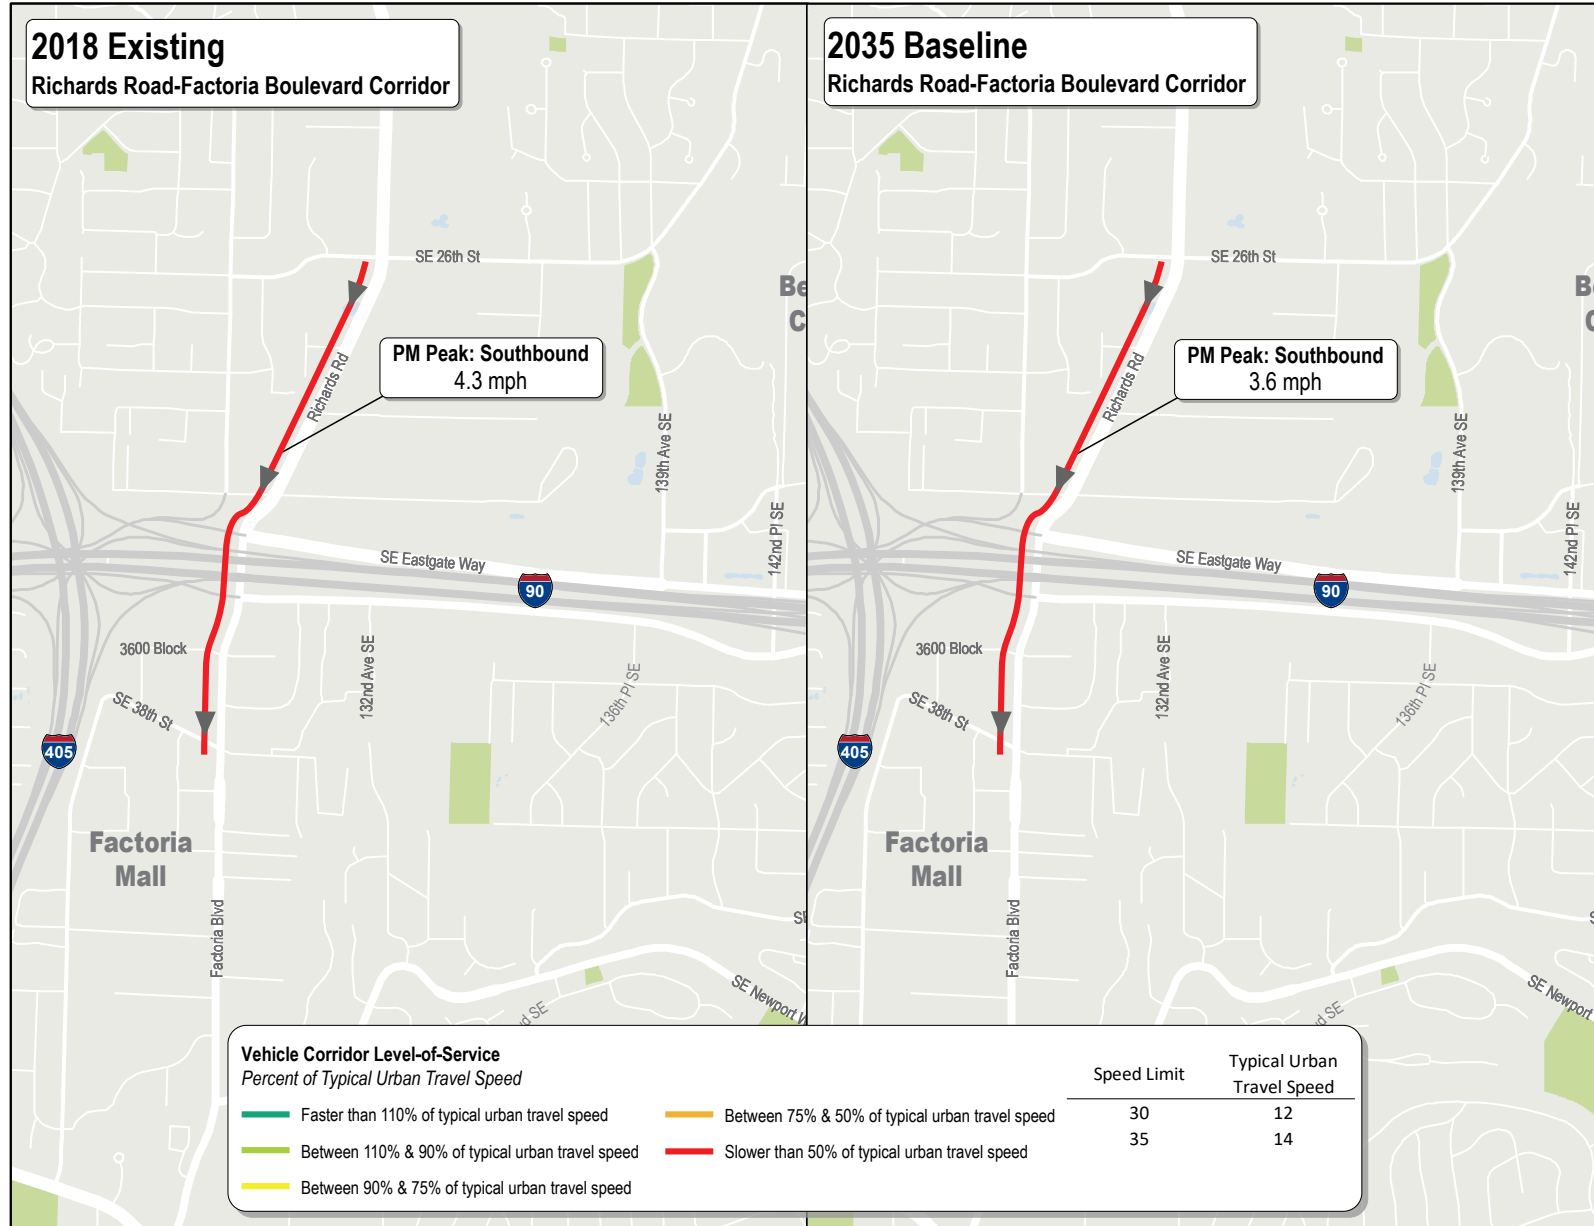 2018 Existing
Richards Road-Factoria Boulevard Corridor
SE 26th St
Be
C
PM Peak: Southbound
4.3 mph
Richards Rd
139th Ave SE
142nd Pl SE
SE Eastgate Way
90
3600 Block
132nd Ave SE
136th Pl SE
SE 38th St
405
Factoria
Mall
Factoria Blvd
SE
SE Newport W
vd SE
2035 Baseline
Richards Road-Factoria Boulevard Corridor
SE 26th St
Be
C
PM Peak: Southbound
3.6 mph
Richards Rd
139th Ave SE
142nd Pl SE
SE Eastgate Way
90
3600 Block
132nd Ave SE
136th Pl SE
SE 38th St
405
Factoria
Mall
Factoria Blvd
SE Newport
vd SE
Vehicle Corridor Level-of-Service
Percent of Typical Urban Travel Speed
Faster than 110% of typical urban travel speed
Between 110% & 90% of typical urban travel speed
Between 90% & 75% of typical urban travel speed
Between 75% & 50% of typical urban travel speed
Slower than 50% of typical urban travel speed
Speed Limit
Typical Urban
Travel Speed
30 12
35 14